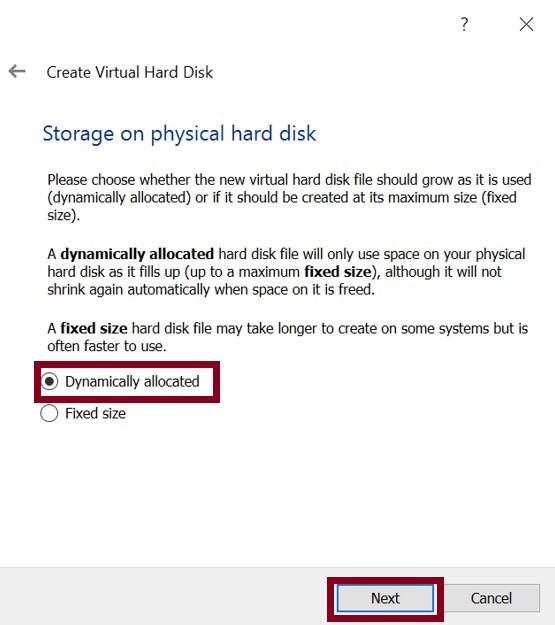 ?
Create Virtual Hard Disk
Storage on physical hard disk
Please choose whether the new virtual hard disk file should grow as it is used
(dynamically allocated) or if it should be created at its maximum size (fixed
size).
A dynamically allocated hard disk file will only use space on your physical
hard disk as it fills up (up to a maximum fixed size), although it will not
shrink again automatically when space on it is freed.
A fixed size hard disk file may take longer to create on some systems but is
often faster to use.
Dynamically allocated
Fixed size
Next Cancel